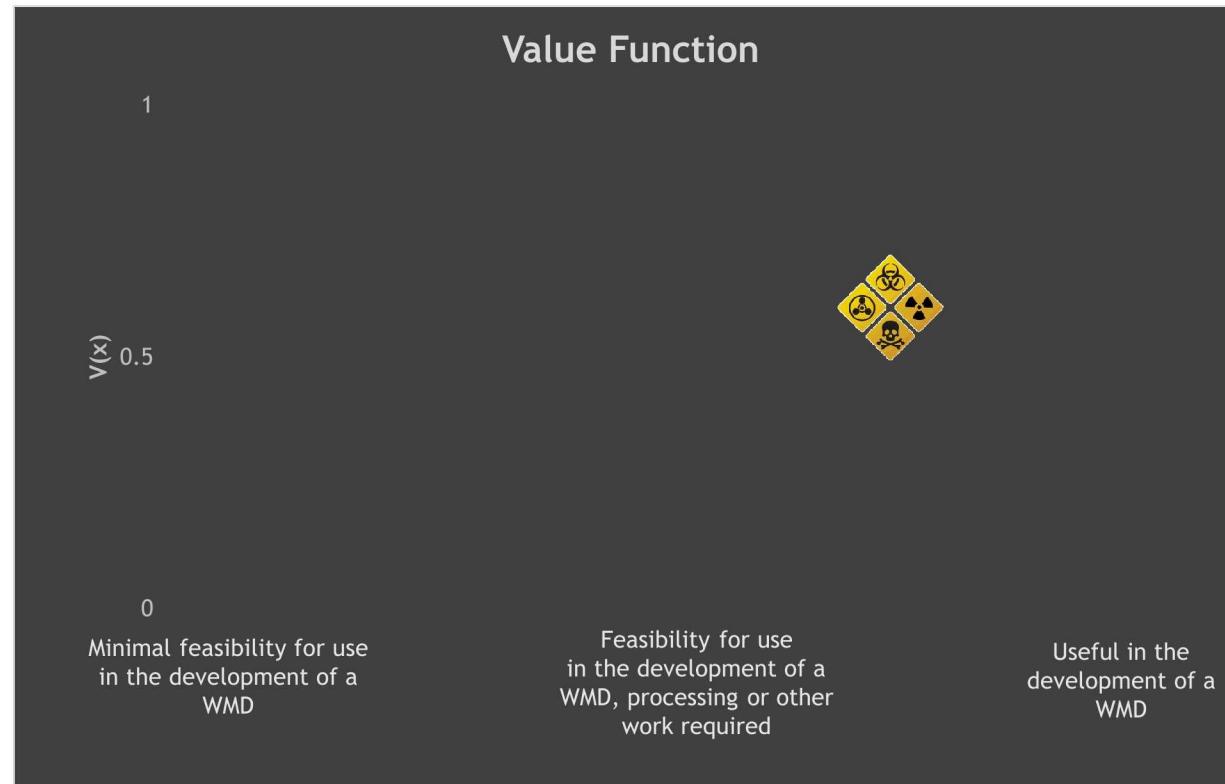 Value Function
1
V(x)
0.5
0
Minimal feasibility for use
in the development of a
WMD
Feasibility for use
in the development of a
WMD, processing or other
work required
Useful in the
development of a
WMD